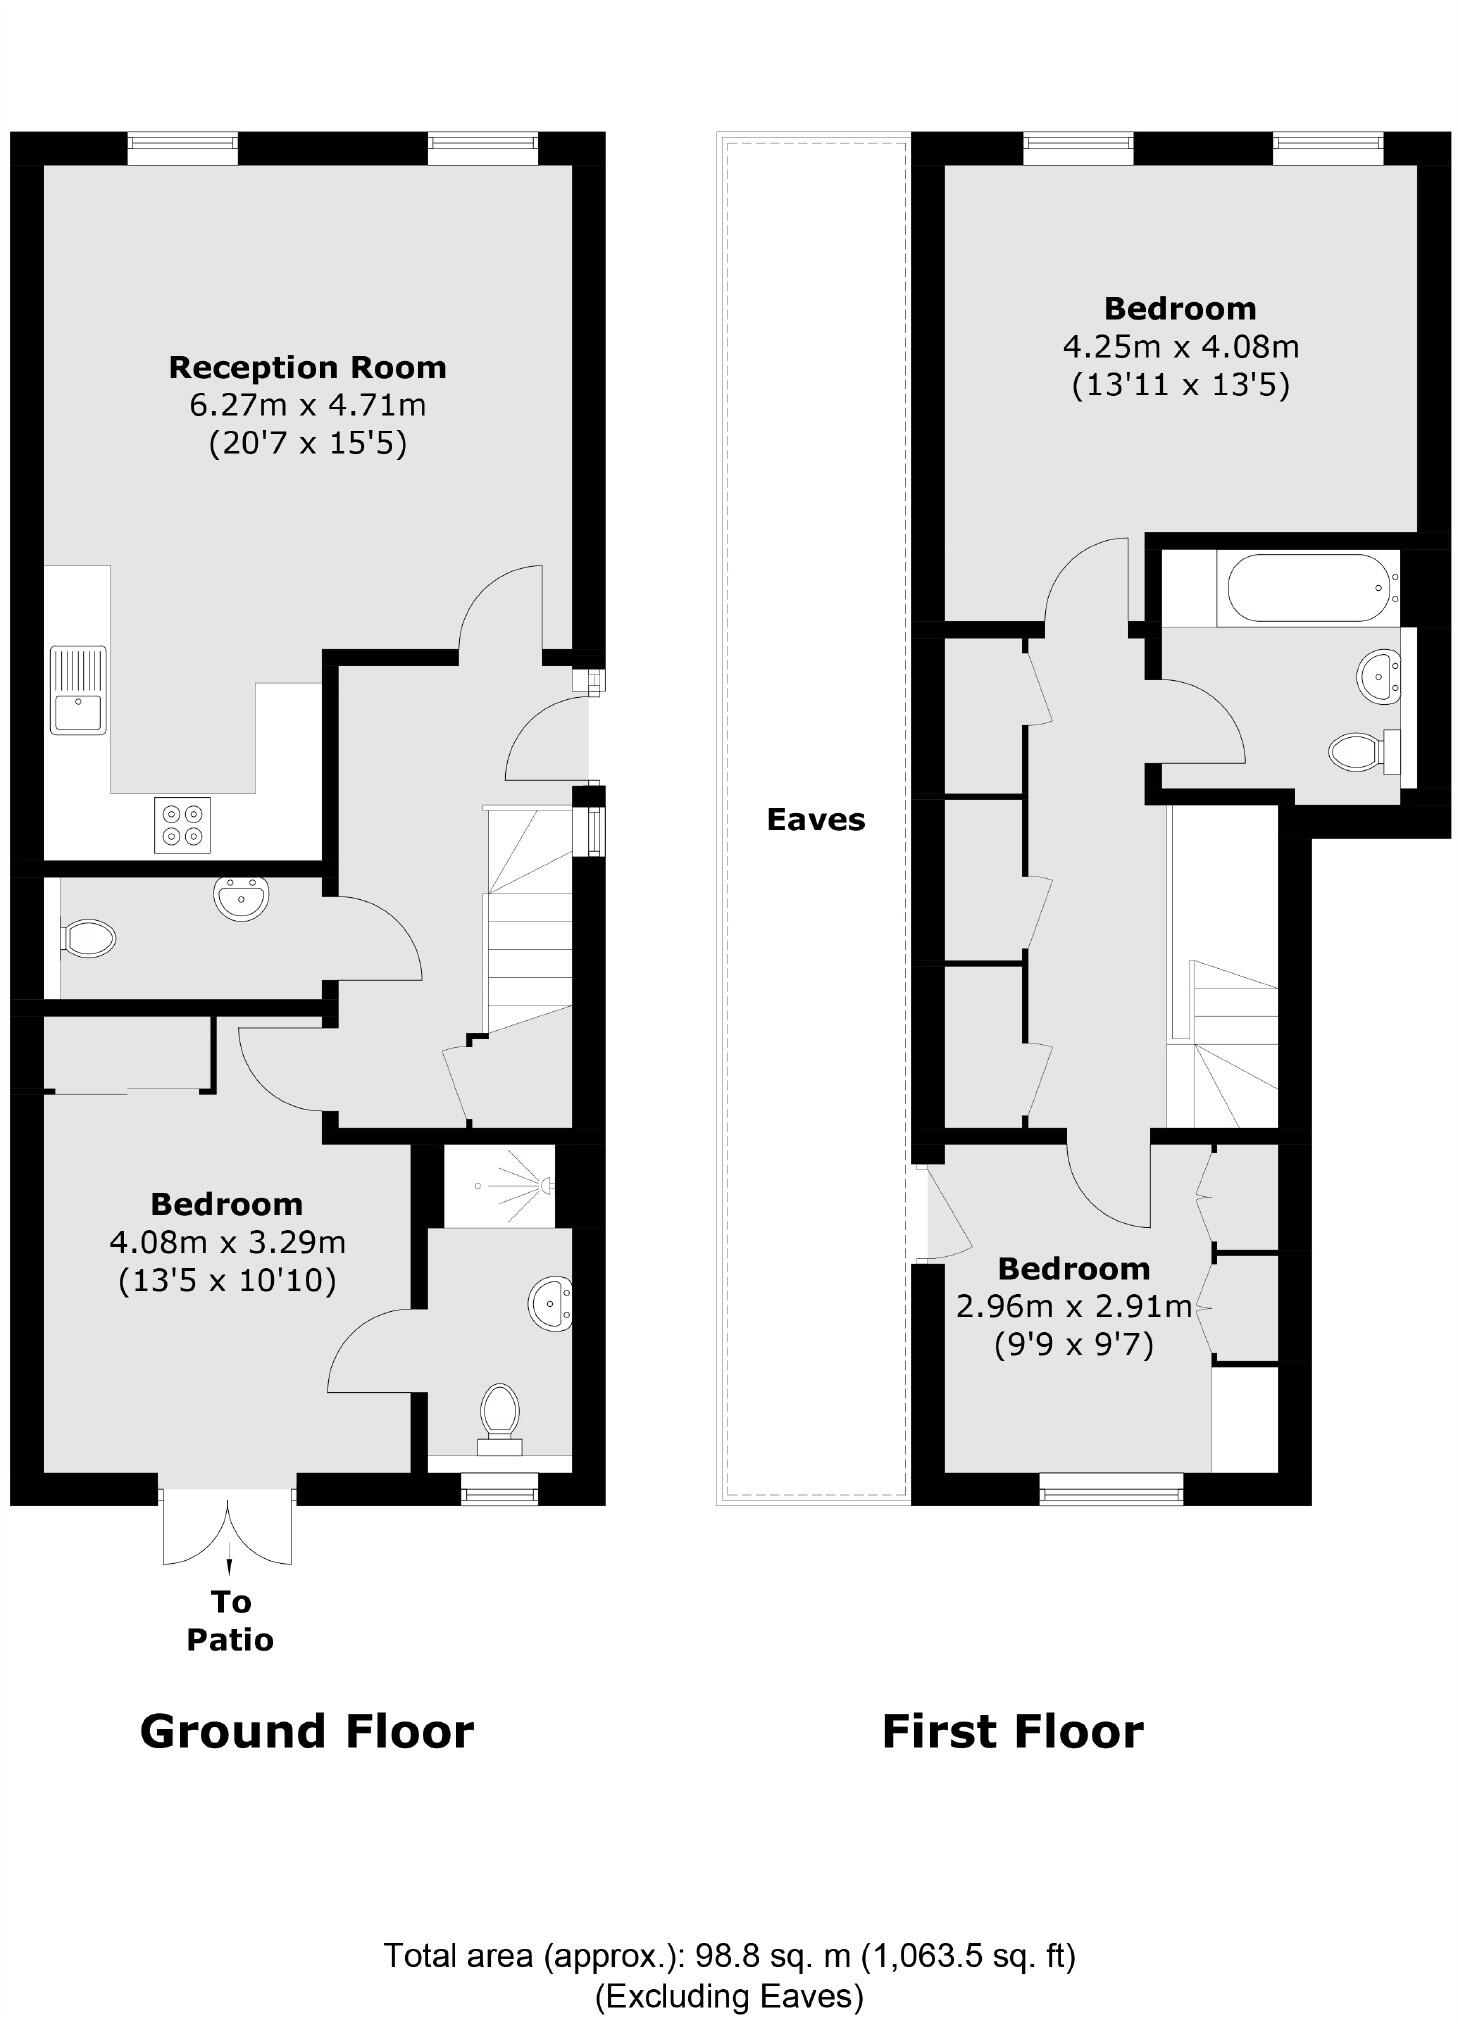 Reception Room
6.27m x 4.71m
(20'7 x 15'5)
Bedroom
4.08m x 3.29m
(13'5 x 10'10)
To
Patio
Ground Floor
Bedroom
4.25m x 4.08m
(13'11 x 13'5)
Eaves
Bedroom
2.96m x 2.91m
(9'9 x 9'7)
First Floor
Total area (approx.): 98.8 sq. m (1,063.5 sq. ft)
(Excluding Eaves)